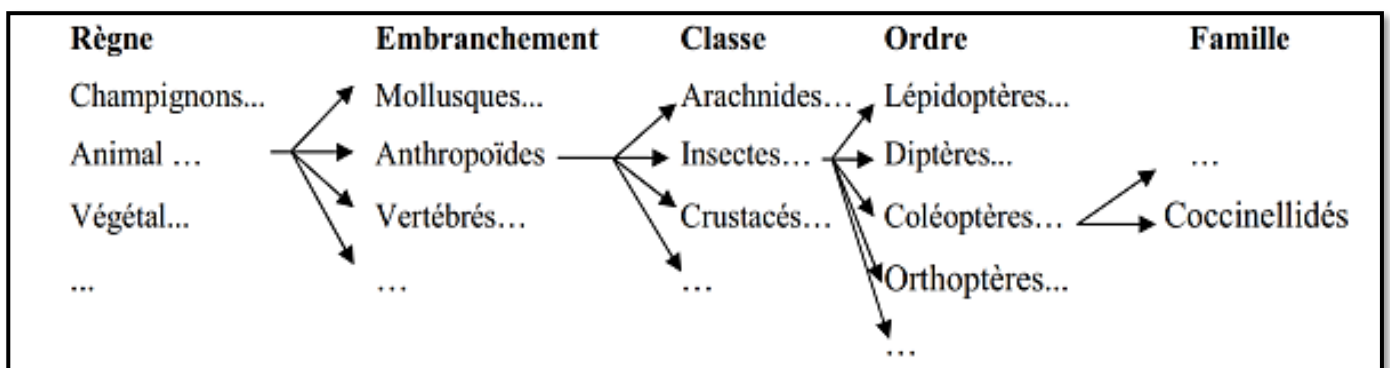 Règne Embranchement Classe Ordre Famille
Champignons... Mollusques... Arachnides… Lépidoptères...
Animal … Anthropoïdes Insectes… Diptères... …
Végétal... Vertébrés… Crustacés… Coléoptères… Coccinellidés
... … … Orthoptères...
…